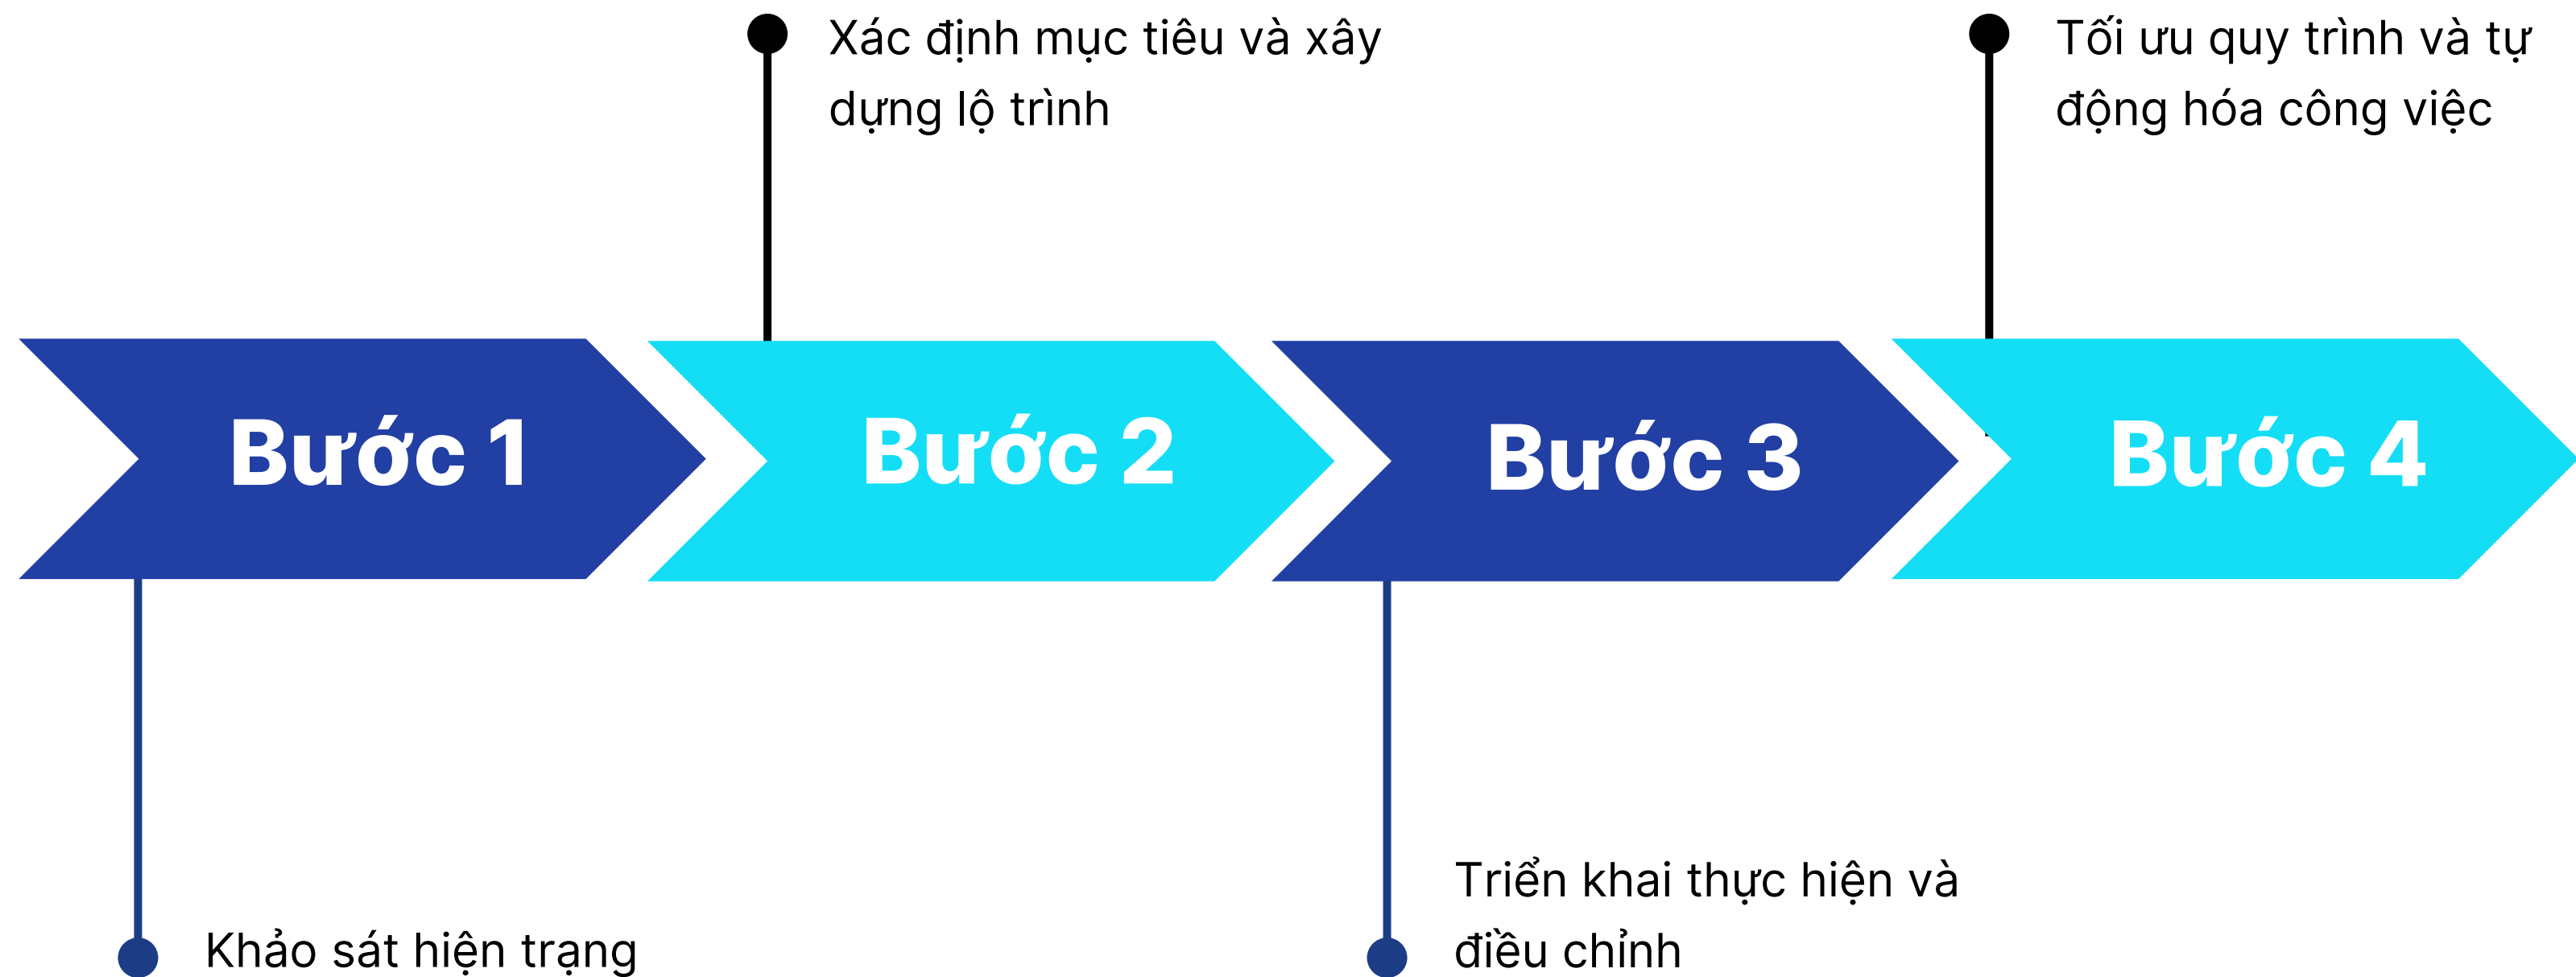 Xác định mục tiêu và xây
dựng lộ trình
Tối ưu quy trình và tự
động hóa công việc
Bước 1
Bước 2
Bước 3
Bước 4
Khảo sát hiện trạng
Triển khai thực hiện và
điều chỉnh